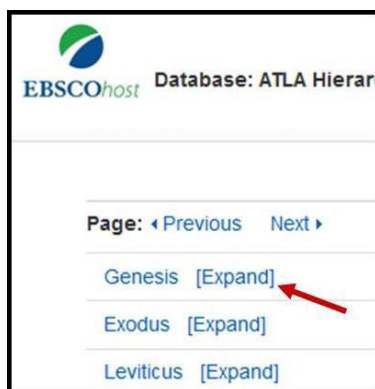 EBSCOhost Database: ATLA Hierar
Page: Previous Next
Genesis [Expand]
Exodus [Expand]
Leviticus [Expand]